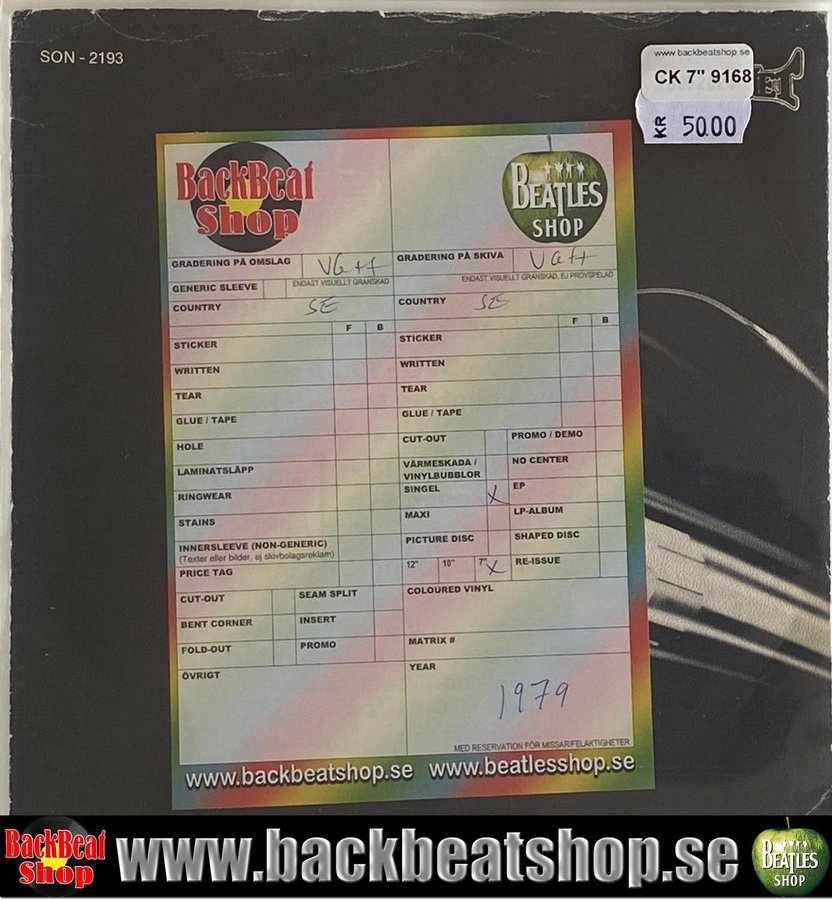 SON - 2193
www.backbeatshop.se
CK 7" 9168
KR 50.00
BackBeat
Shop
BEATLES
SHOP
GRADERING PÅ OMSLAG VG++
GRADERING PÅ SKIVA VG++
GENERIC SLEEVE
ENDAST VISUELLT GRANSKAD
ENDAST VISUELLT GRANSKAD, EJ PROVSPELAD
COUNTRY SE
COUNTRY SE
F B
F B
STICKER
STICKER
WRITTEN
WRITTEN
TEAR
TEAR
GLUE / TAPE
GLUE / TAPE
HOLE
CUT-OUT
PROMO / DEMO
LAMINATSLÄPP
VÄRMESKADA /
VINYLBUBBLOR
NO CENTER
RINGWEAR
SINGEL X
EP
STAINS
MAXI
LP-ALBUM
INNERSLEEVE (NON-GENERIC)
(Texter eller bilder, ej skivbolagsreklam)
PICTURE DISC
SHAPED DISC
PRICE TAG
12" 10" 7" X
RE-ISSUE
CUT-OUT
SEAM SPLIT
COLOURED VINYL
BENT CORNER
INSERT
FOLD-OUT
PROMO
MATRIX #
ÖVRIGT
YEAR
1979
MED RESERVATION FÖR MISSAR/FELAKTIGHETER
www.backbeatshop.se www.beatlesshop.se
BackBeat
Shop
www.backbeatshop.se
BEATLES
SHOP